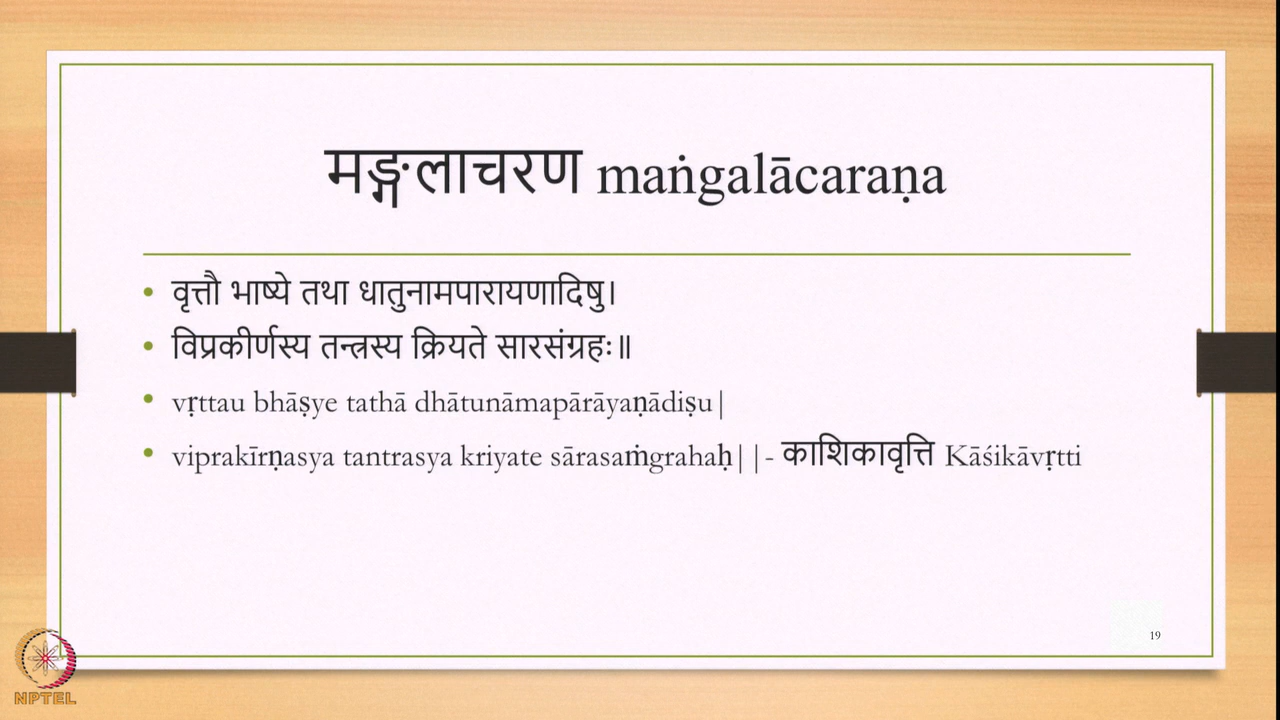 मङ्गलाचरण maṅgalācaraṇa
• वृत्तौ भाष्ये तथा धातुनामपारायणादिषु।
• विप्रकीर्णस्य तन्त्रस्य क्रियते सारसंग्रहः॥
• vṛttau bhāṣye tathā dhātunāmapārāyaṇādiṣu|
• viprakīrṇasya tantrasya kriyate sārasaṁgrahaḥ||- काशिकावृत्ति Kāśikāvṛtti
19
NPTEL